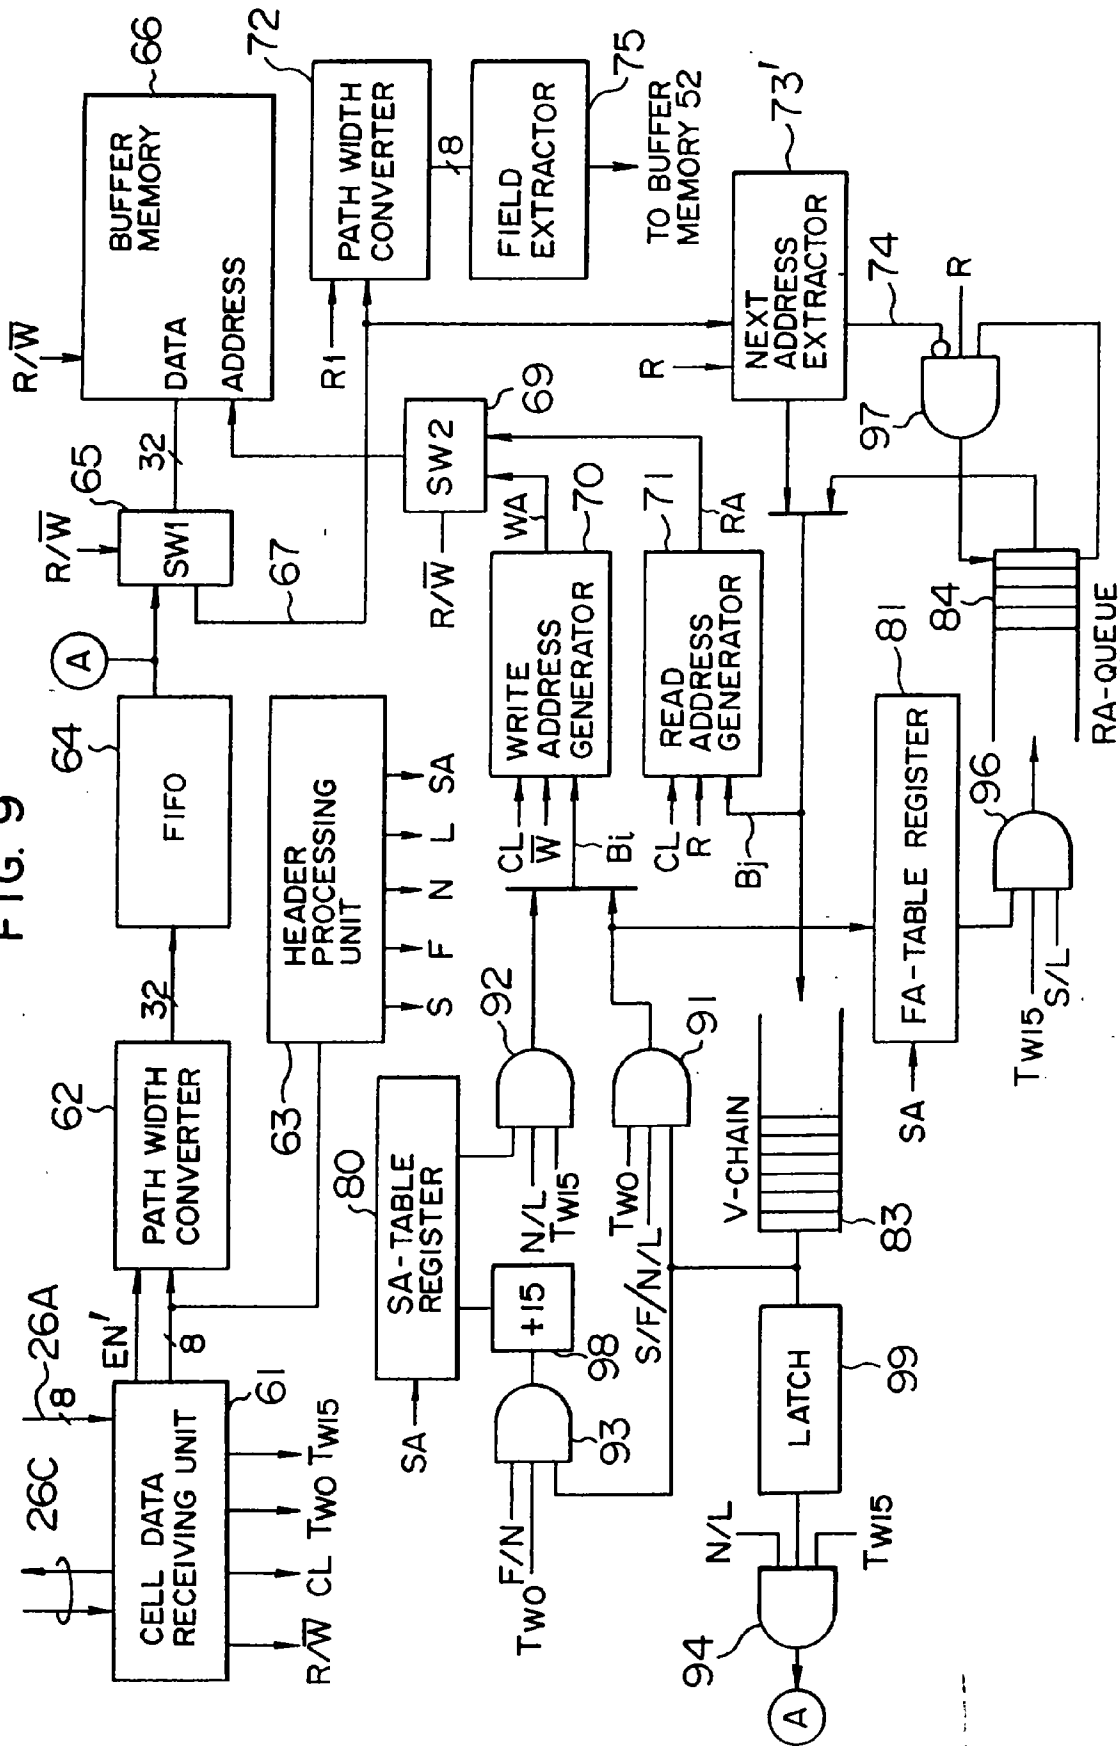 FIG. 9
26C
26A
8
CELL DATA
RECEIVING UNIT
61
R/W̅
CL
TWO
TW15
EN'
8
PATH WIDTH
CONVERTER
62
32
FIFO
64
A
SW1
65
R/W̅
32
67
BUFFER
MEMORY
DATA
ADDRESS
66
R/W̅
HEADER
PROCESSING
UNIT
63
S
F
N
L
SA
PATH WIDTH
CONVERTER
72
R1
8
FIELD
EXTRACTOR
75
TO BUFFER
MEMORY 52
SW2
69
R/W̅
SA-TABLE
REGISTER
80
SA
+15
98
93
TWO
F/N
92
N/L
TW15
91
TWO
S/F/N/L
WRITE
ADDRESS
GENERATOR
70
CL
W̅
Bi
WA
READ
ADDRESS
GENERATOR
71
CL
R
Bj
RA
NEXT
ADDRESS
EXTRACTOR
73'
R
74
R
97
V-CHAIN
83
LATCH
99
N/L
TW15
94
A
FA-TABLE REGISTER
81
SA
TW15
S/L
96
84
RA-QUEUE